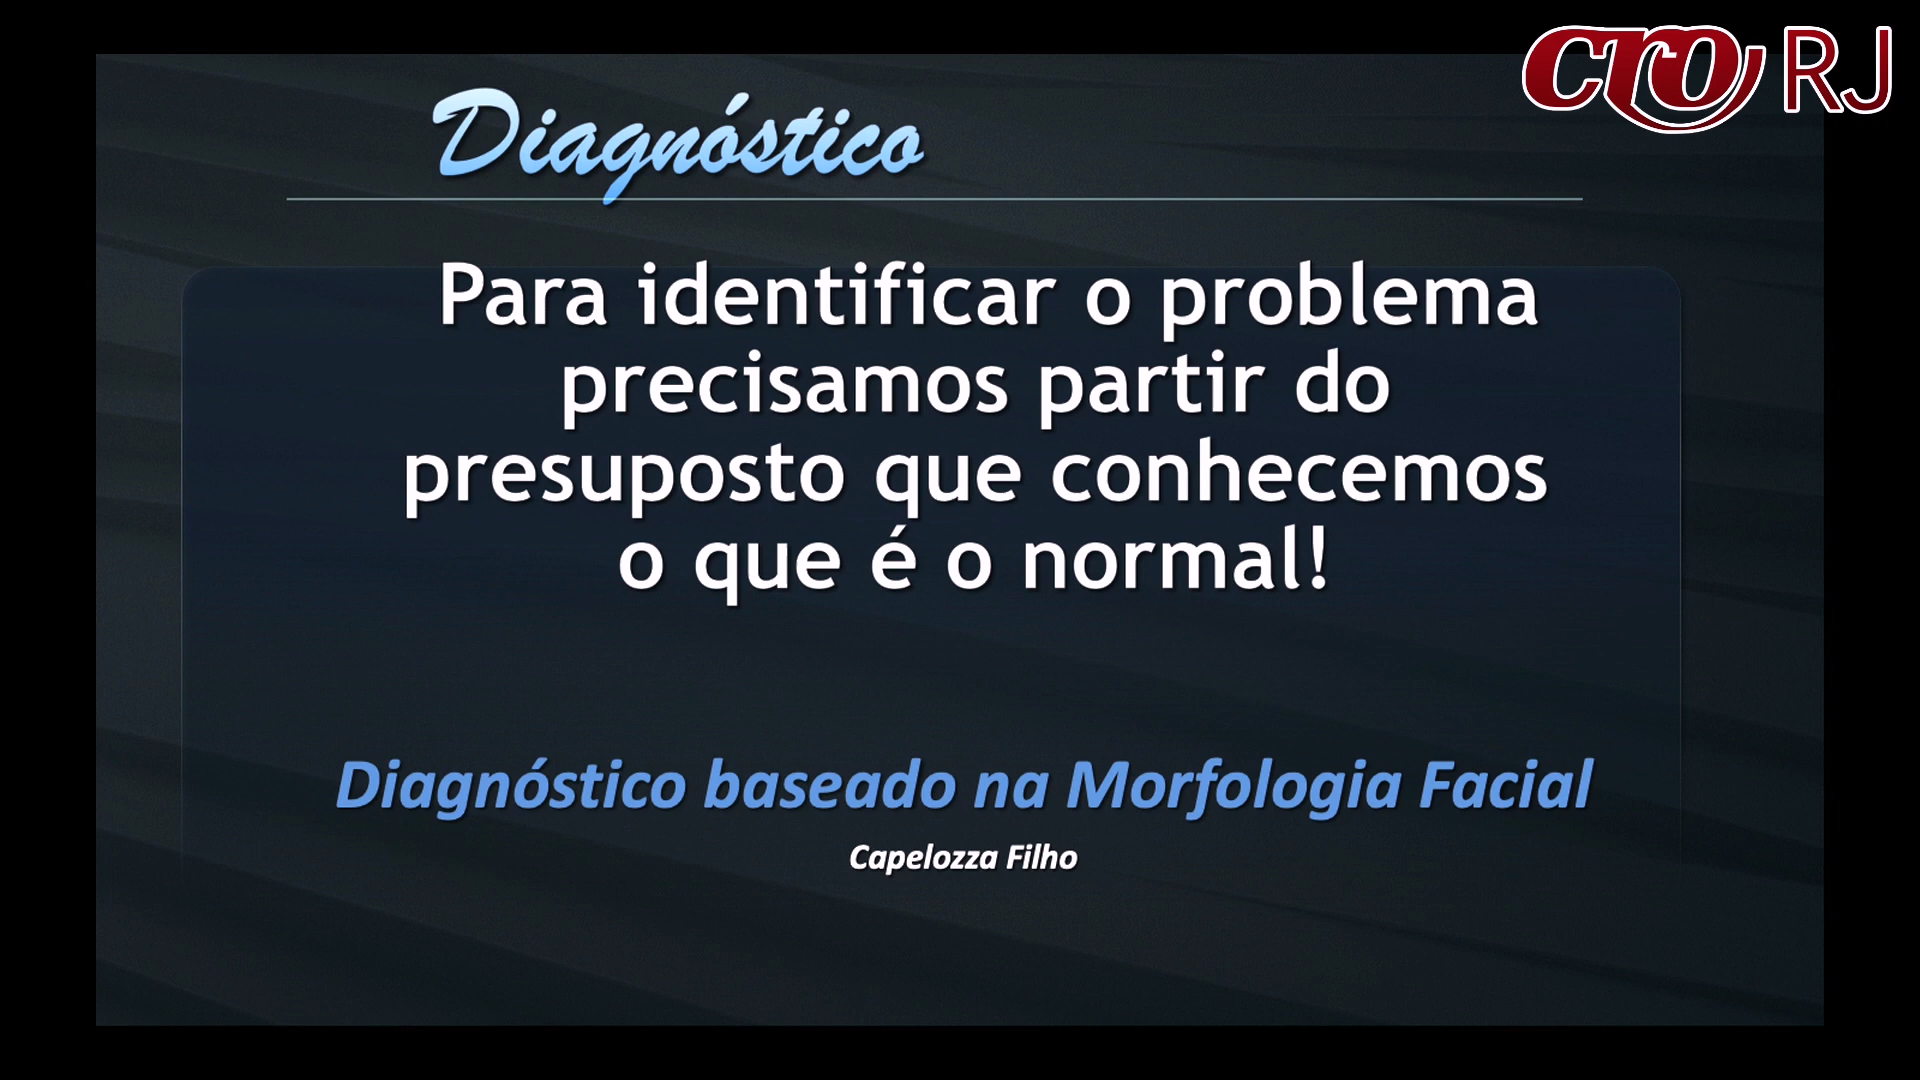 cro RJ
Diagnóstico
Para identificar o problema
precisamos partir do
presuposto que conhecemos
o que é o normal!
Diagnóstico baseado na Morfologia Facial
Capelozza Filho